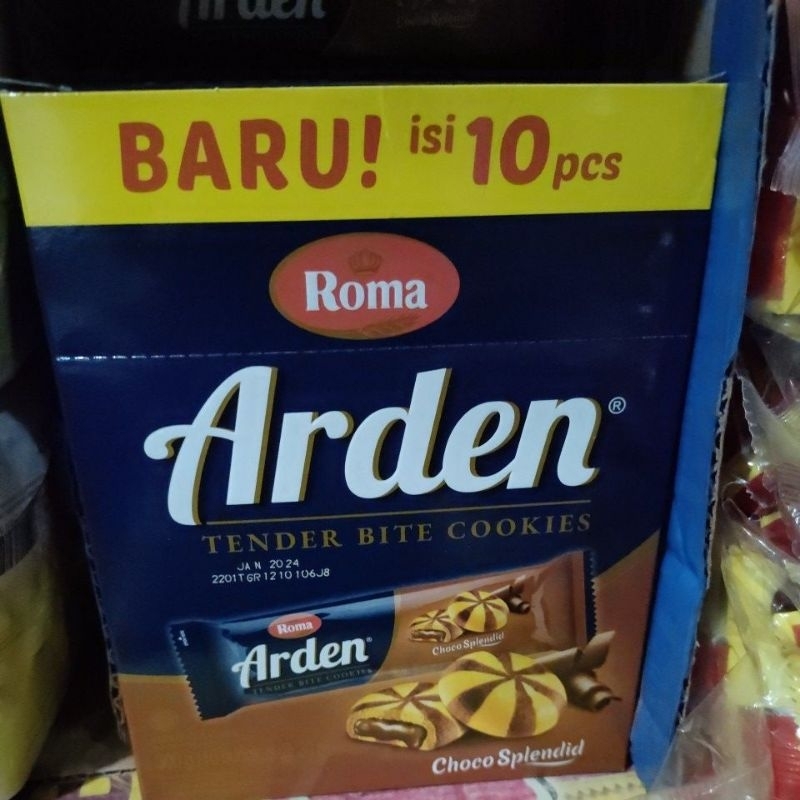 Arden
BARU! isi 10 pcs
Roma
Arden®
TENDER BITE COOKIES
JAN 2024
2201TGR1210106J8
Roma
Arden®
TENDER BITE COOKIES
Choco Splendid
Choco Splendid